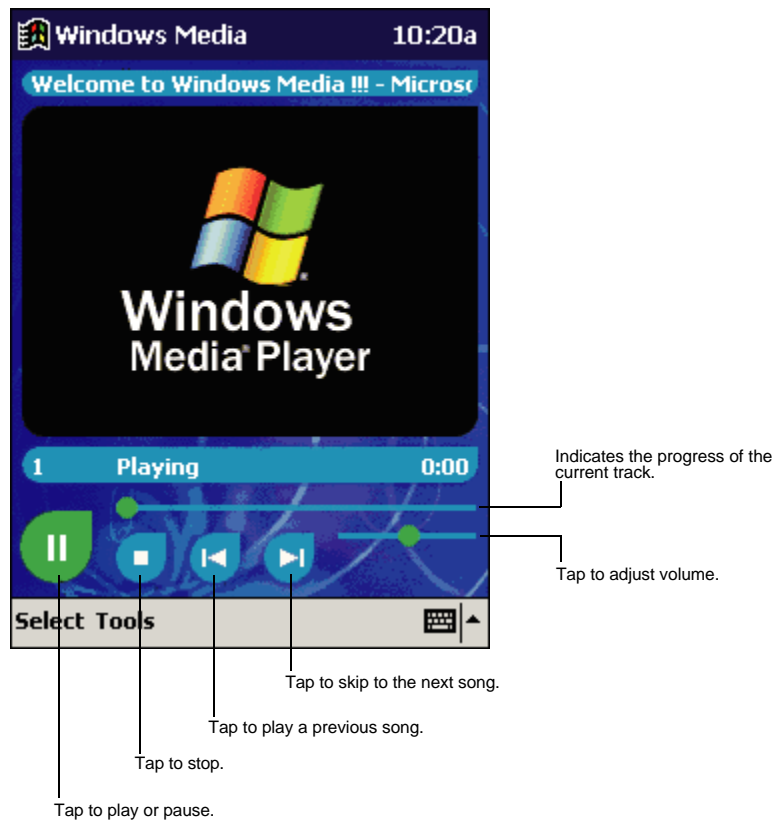 Windows Media 10:20a
Welcome to Windows Media !!! - Microso
Windows
Media Player
1 Playing 0:00
Indicates the progress of the
current track.
Tap to adjust volume.
Select Tools
Tap to skip to the next song.
Tap to play a previous song.
Tap to stop.
Tap to play or pause.